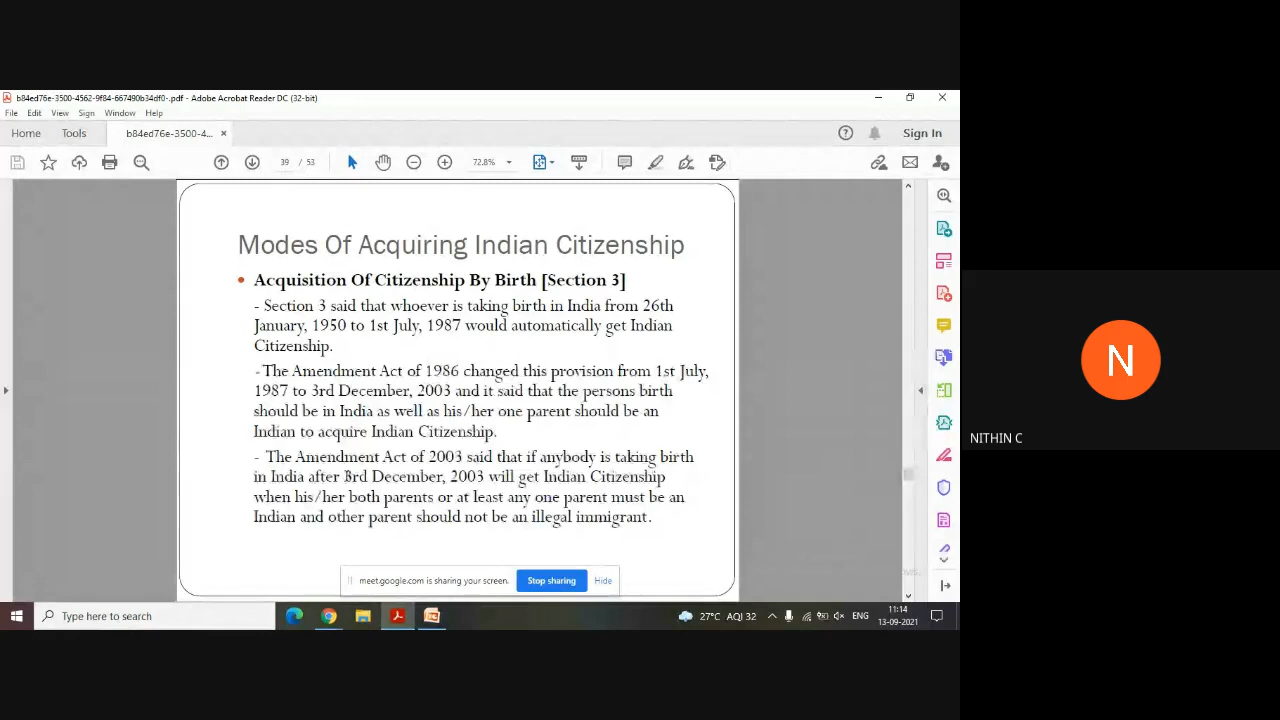 b84ed76e-3500-4562-9f84-667490b34df0-.pdf - Adobe Acrobat Reader DC (32-bit)
File Edit View Sign Window Help
Home Tools b84ed76e-3500-4... × Sign In
39 / 53 72.8%
Modes Of Acquiring Indian Citizenship
• Acquisition Of Citizenship By Birth [Section 3]
- Section 3 said that whoever is taking birth in India from 26th
January, 1950 to 1st July, 1987 would automatically get Indian
Citizenship.
-The Amendment Act of 1986 changed this provision from 1st July,
1987 to 3rd December, 2003 and it said that the persons birth
should be in India as well as his/her one parent should be an
Indian to acquire Indian Citizenship.
- The Amendment Act of 2003 said that if anybody is taking birth
in India after 3rd December, 2003 will get Indian Citizenship
when his/her both parents or at least any one parent must be an
Indian and other parent should not be an illegal immigrant.
meet.google.com is sharing your screen. Stop sharing Hide
Type here to search
27°C AQI 32 ENG
11:14
13-09-2021
N
NITHIN C